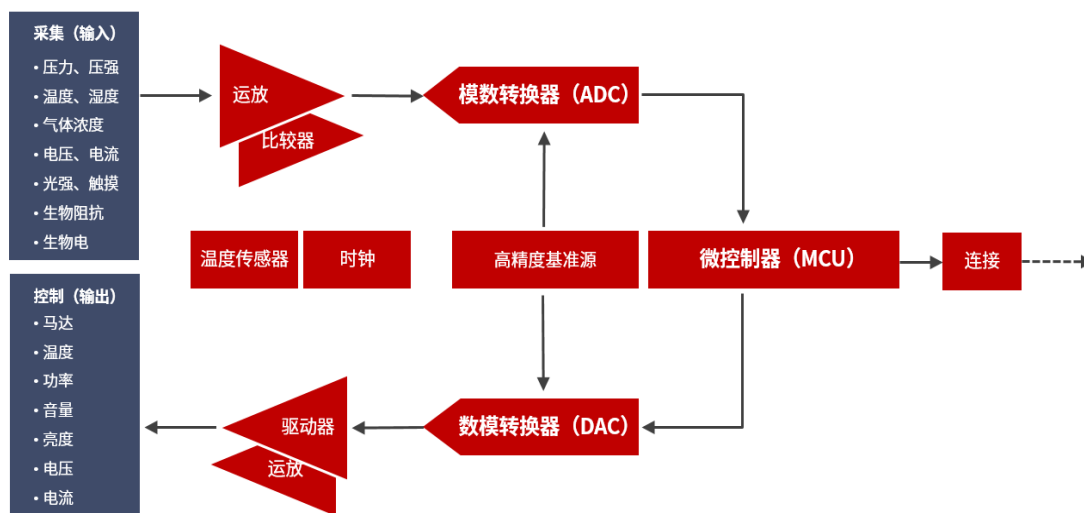 采集（输入）
• 压力、压强
• 温度、湿度
• 气体浓度
• 电压、电流
• 光强、触摸
• 生物阻抗
• 生物电
运放
比较器
模数转换器（ADC）
温度传感器
时钟
高精度基准源
微控制器（MCU）
连接
控制（输出）
• 马达
• 温度
• 功率
• 音量
• 亮度
• 电压
• 电流
驱动器
运放
数模转换器（DAC）